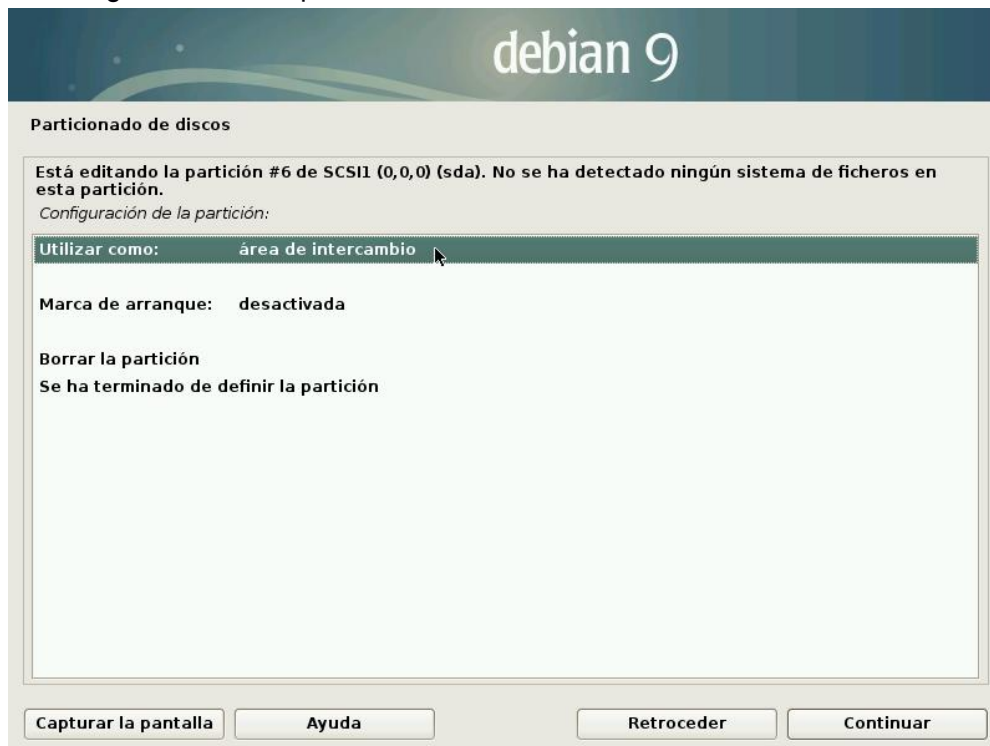 debian 9
Particionado de discos
Está editando la partición #6 de SCSI1 (0,0,0) (sda). No se ha detectado ningún sistema de ficheros en
esta partición.
Configuración de la partición:
Utilizar como: área de intercambio
Marca de arranque: desactivada
Borrar la partición
Se ha terminado de definir la partición
Capturar la pantalla Ayuda Retroceder Continuar